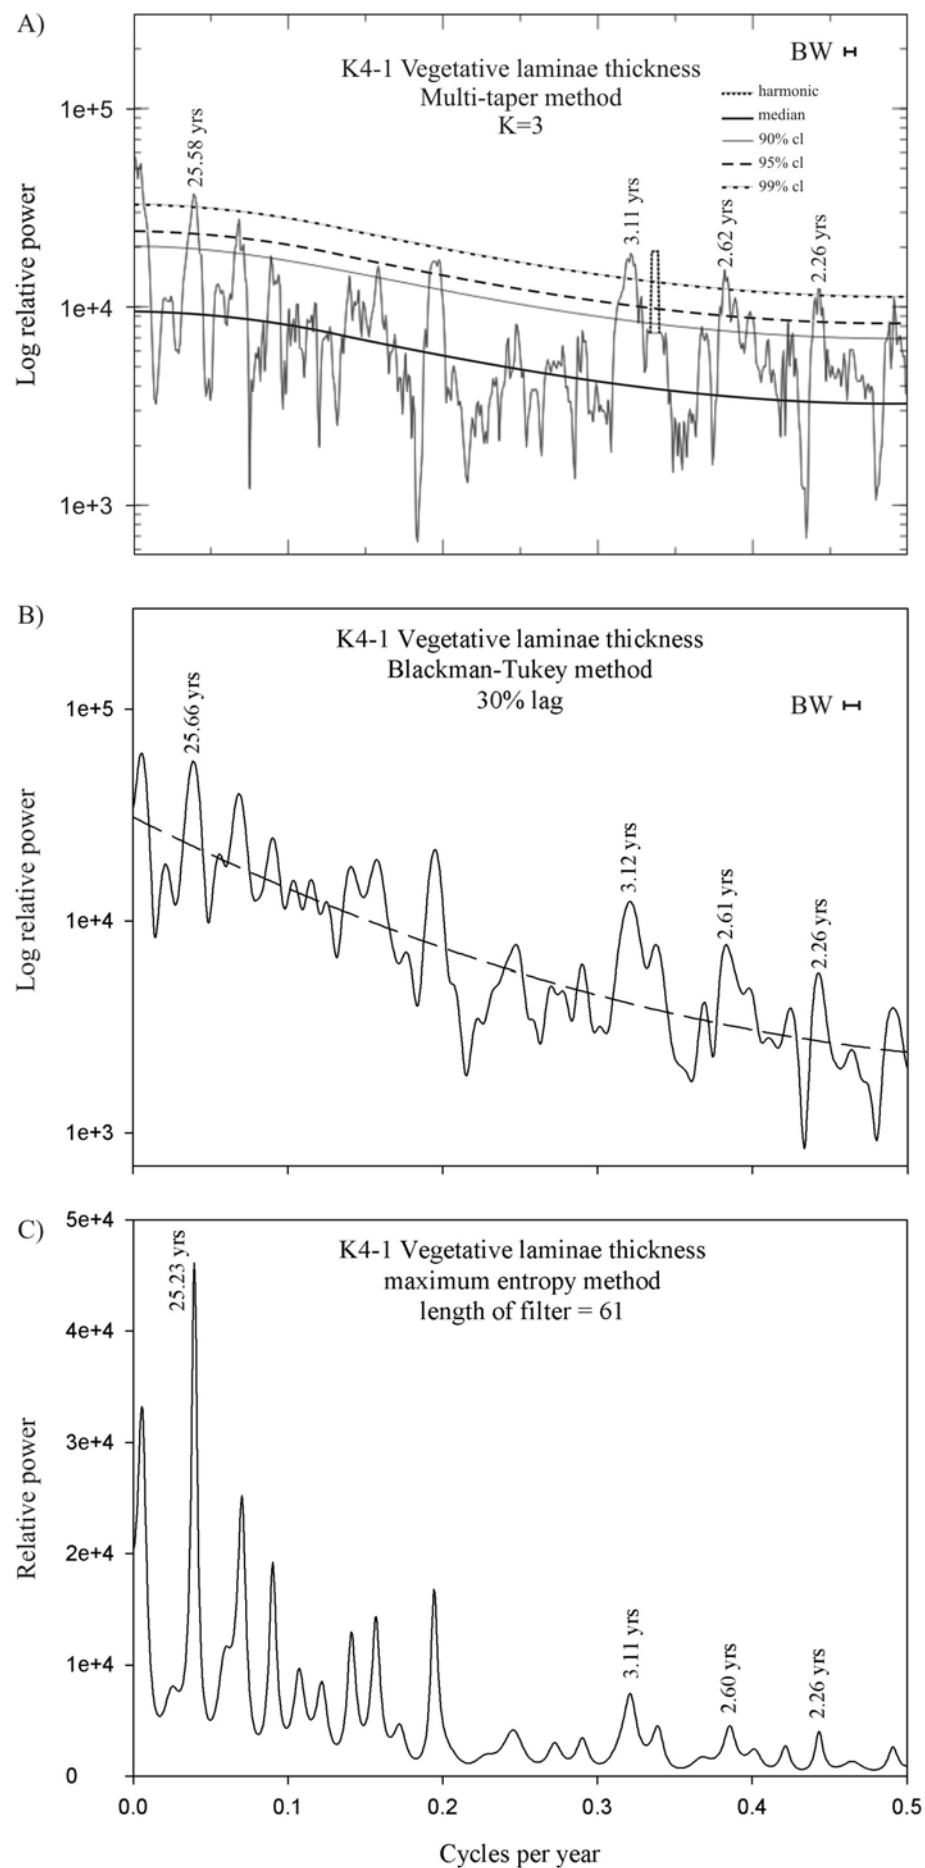 A)
K4-1 Vegetative laminae thickness
Multi-taper method
K=3
BW
harmonic
median
90% cl
95% cl
99% cl
1e+5
1e+4
1e+3
Log relative power
25.58 yrs
3.11 yrs
2.62 yrs
2.26 yrs
B)
K4-1 Vegetative laminae thickness
Blackman-Tukey method
30% lag
BW
1e+5
1e+4
1e+3
Log relative power
25.66 yrs
3.12 yrs
2.61 yrs
2.26 yrs
C)
K4-1 Vegetative laminae thickness
maximum entropy method
length of filter = 61
5e+4
4e+4
3e+4
2e+4
1e+4
0
Relative power
25.23 yrs
3.11 yrs
2.60 yrs
2.26 yrs
0.0 0.1 0.2 0.3 0.4 0.5
Cycles per year